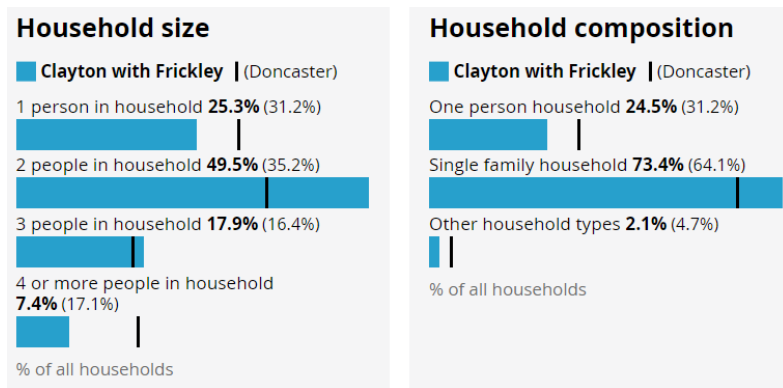 Household size
Clayton with Frickley (Doncaster)
1 person in household 25.3% (31.2%)
2 people in household 49.5% (35.2%)
3 people in household 17.9% (16.4%)
4 or more people in household
7.4% (17.1%)
% of all households
Household composition
Clayton with Frickley (Doncaster)
One person household 24.5% (31.2%)
Single family household 73.4% (64.1%)
Other household types 2.1% (4.7%)
% of all households